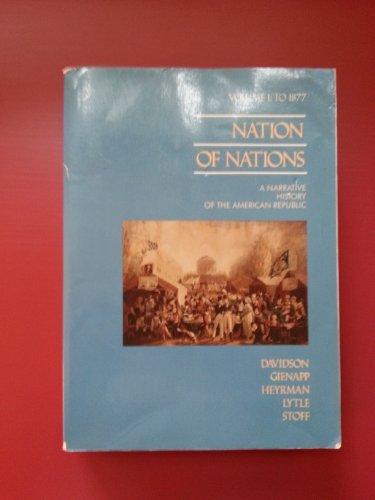 VOLUME I: TO 1877
NATION
OF NATIONS
A NARRATIVE
HISTORY
OF THE AMERICAN REPUBLIC
DAVIDSON
GIENAPP
HEYRMAN
LYTLE
STOFF